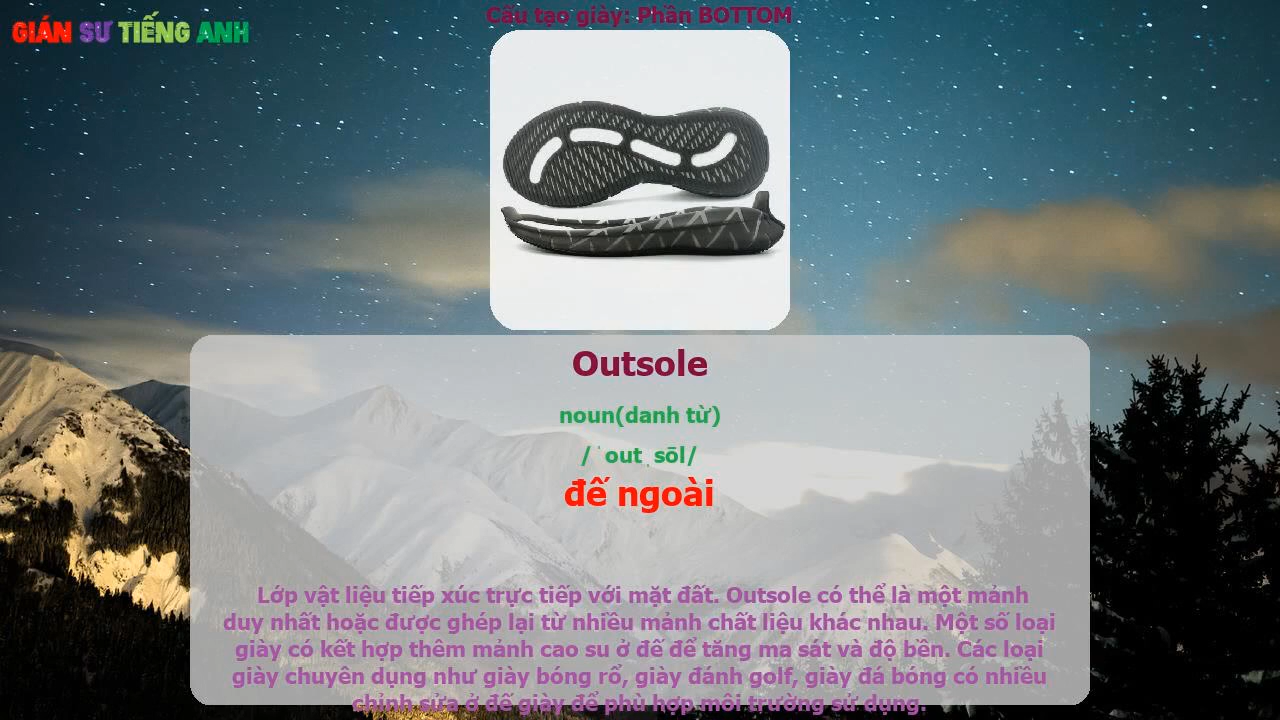 Cấu tạo giày: Phần BOTTOM
GIÁN SƯ TIẾNG ANH
Outsole
noun(danh từ)
/ˈoutˌsōl/
đế ngoài
Lớp vật liệu tiếp xúc trực tiếp với mặt đất. Outsole có thể là một mảnh
duy nhất hoặc được ghép lại từ nhiều mảnh chất liệu khác nhau. Một số loại
giày có kết hợp thêm mảnh cao su ở đế để tăng ma sát và độ bền. Các loại
giày chuyên dụng như giày bóng rổ, giày đánh golf, giày đá bóng có nhiều
chỉnh sửa ở đế giày để phù hợp môi trường sử dụng.